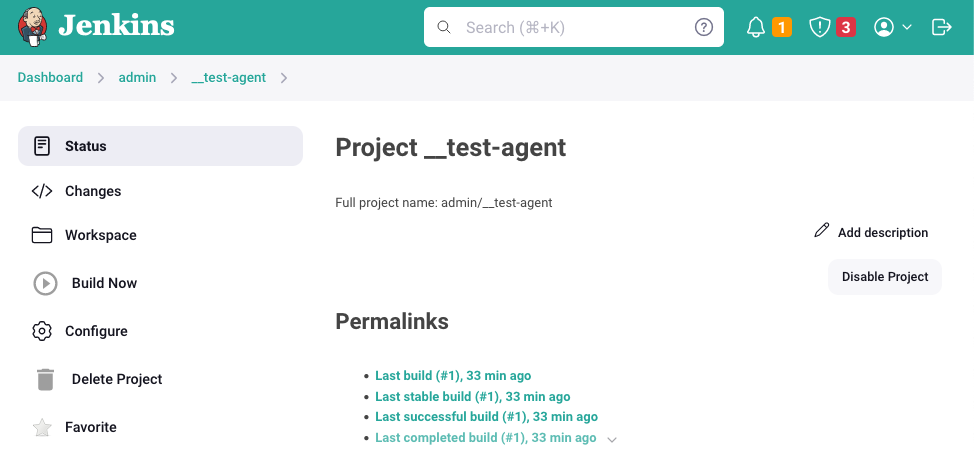 Jenkins
Search (⌘+K)
1
3
Dashboard
admin
__test-agent
Status
Changes
Workspace
Build Now
Configure
Delete Project
Favorite
Project __test-agent
Full project name: admin/__test-agent
Add description
Disable Project
Permalinks
Last build (#1), 33 min ago
Last stable build (#1), 33 min ago
Last successful build (#1), 33 min ago
Last completed build (#1), 33 min ago